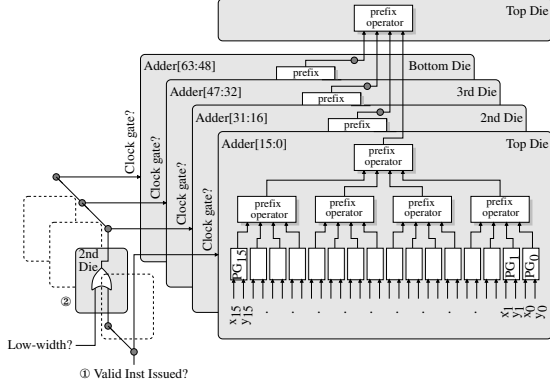 prefix
operator
Top Die
Adder[63:48]
Bottom Die
prefix
Adder[47:32]
3rd Die
prefix
Adder[31:16]
2nd Die
prefix
Adder[15:0]
Top Die
prefix
operator
Clock gate?
Clock gate?
Clock gate?
Clock gate?
prefix
operator
prefix
operator
prefix
operator
prefix
operator
2nd
Die
PG15
PG1
PG0
②
x15
y15
. . . . . . .
x1
y1
x0
y0
Low-width?
① Valid Inst Issued?